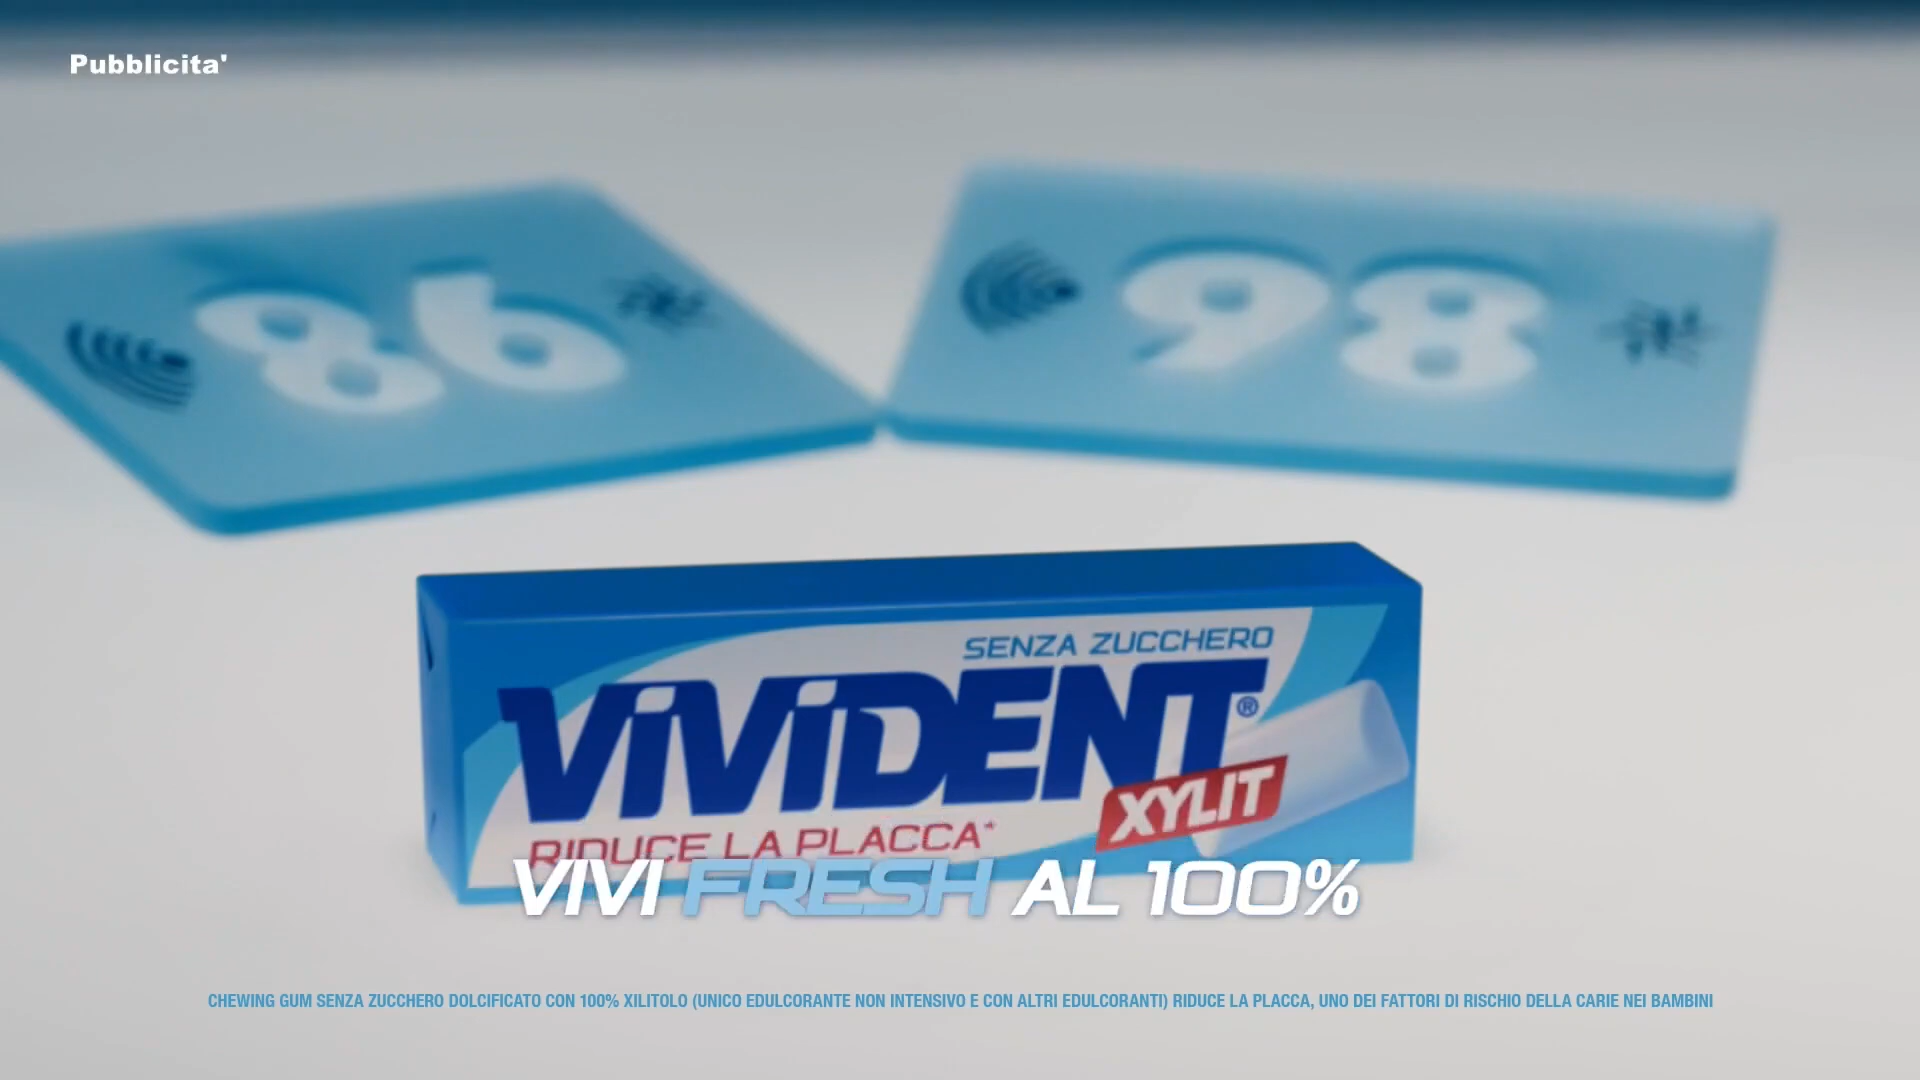 Pubblicita'
86
98
SENZA ZUCCHERO
ViViDENT®
XYLIT
RIDUCE LA PLACCA*
VIVI FRESH AL 100%
CHEWING GUM SENZA ZUCCHERO DOLCIFICATO CON 100% XILITOLO (UNICO EDULCORANTE NON INTENSIVO E CON ALTRI EDULCORANTI) RIDUCE LA PLACCA, UNO DEI FATTORI DI RISCHIO DELLA CARIE NEI BAMBINI